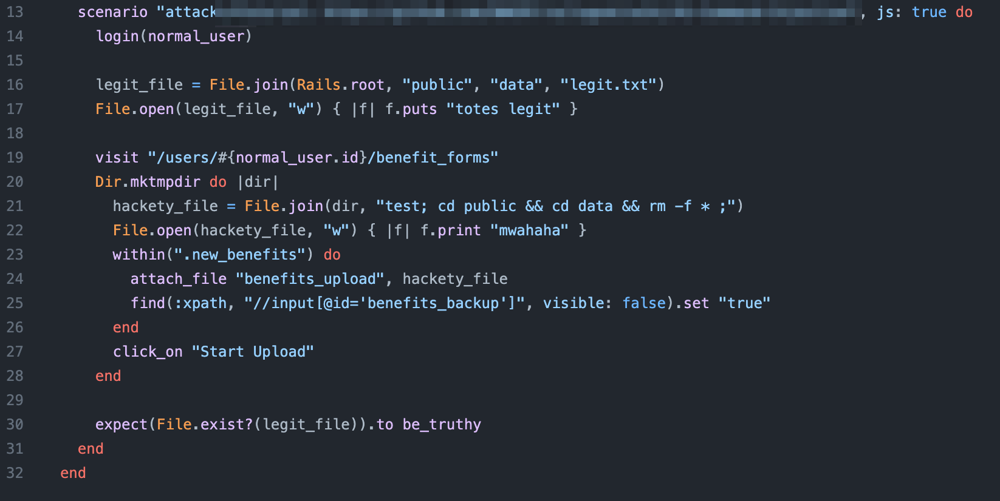 13 scenario "attack , js: true do
14 login(normal_user)
15
16 legit_file = File.join(Rails.root, "public", "data", "legit.txt")
17 File.open(legit_file, "w") { |f| f.puts "totes legit" }
18
19 visit "/users/#{normal_user.id}/benefit_forms"
20 Dir.mktmpdir do |dir|
21 hackety_file = File.join(dir, "test; cd public && cd data && rm -f * ;")
22 File.open(hackety_file, "w") { |f| f.print "mwahaha" }
23 within(".new_benefits") do
24 attach_file "benefits_upload", hackety_file
25 find(:xpath, "//input[@id='benefits_backup']", visible: false).set "true"
26 end
27 click_on "Start Upload"
28 end
29
30 expect(File.exist?(legit_file)).to be_truthy
31 end
32 end